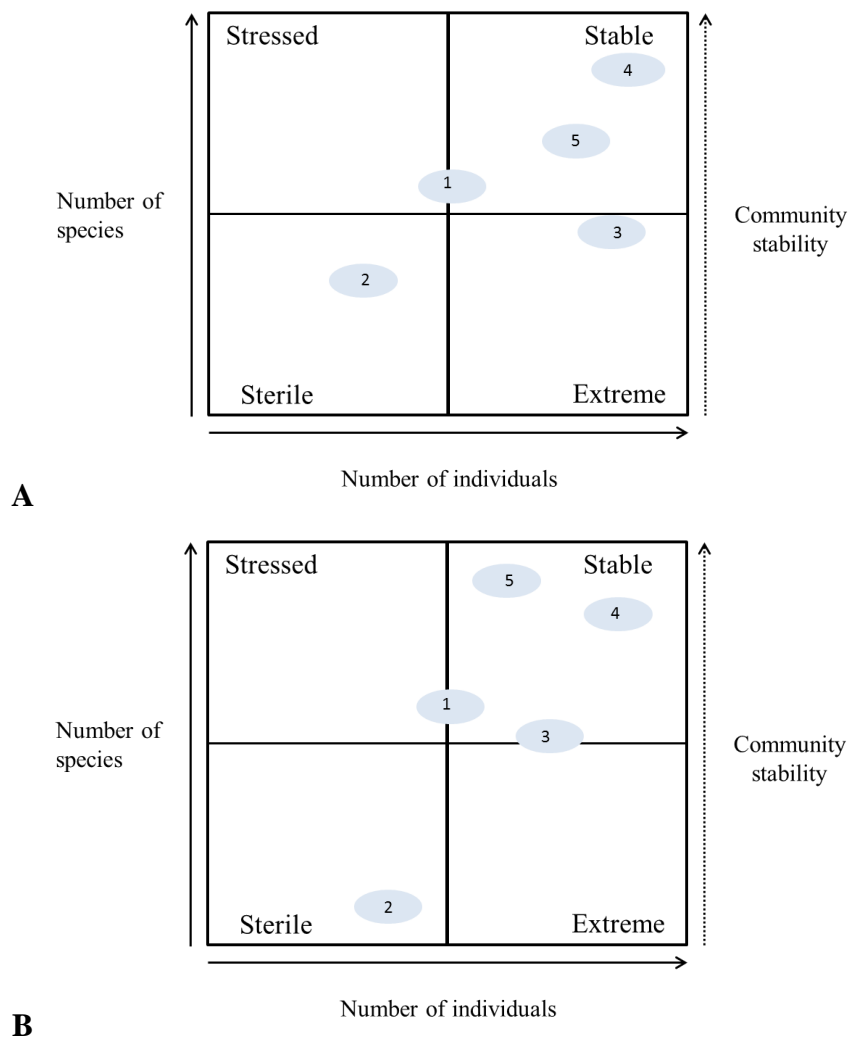 Stressed
Stable
4
5
1
Number of
species
3
Community
stability
2
Sterile
Extreme
Number of individuals
A
Stressed
Stable
5
4
1
Number of
species
3
Community
stability
2
Sterile
Extreme
Number of individuals
B